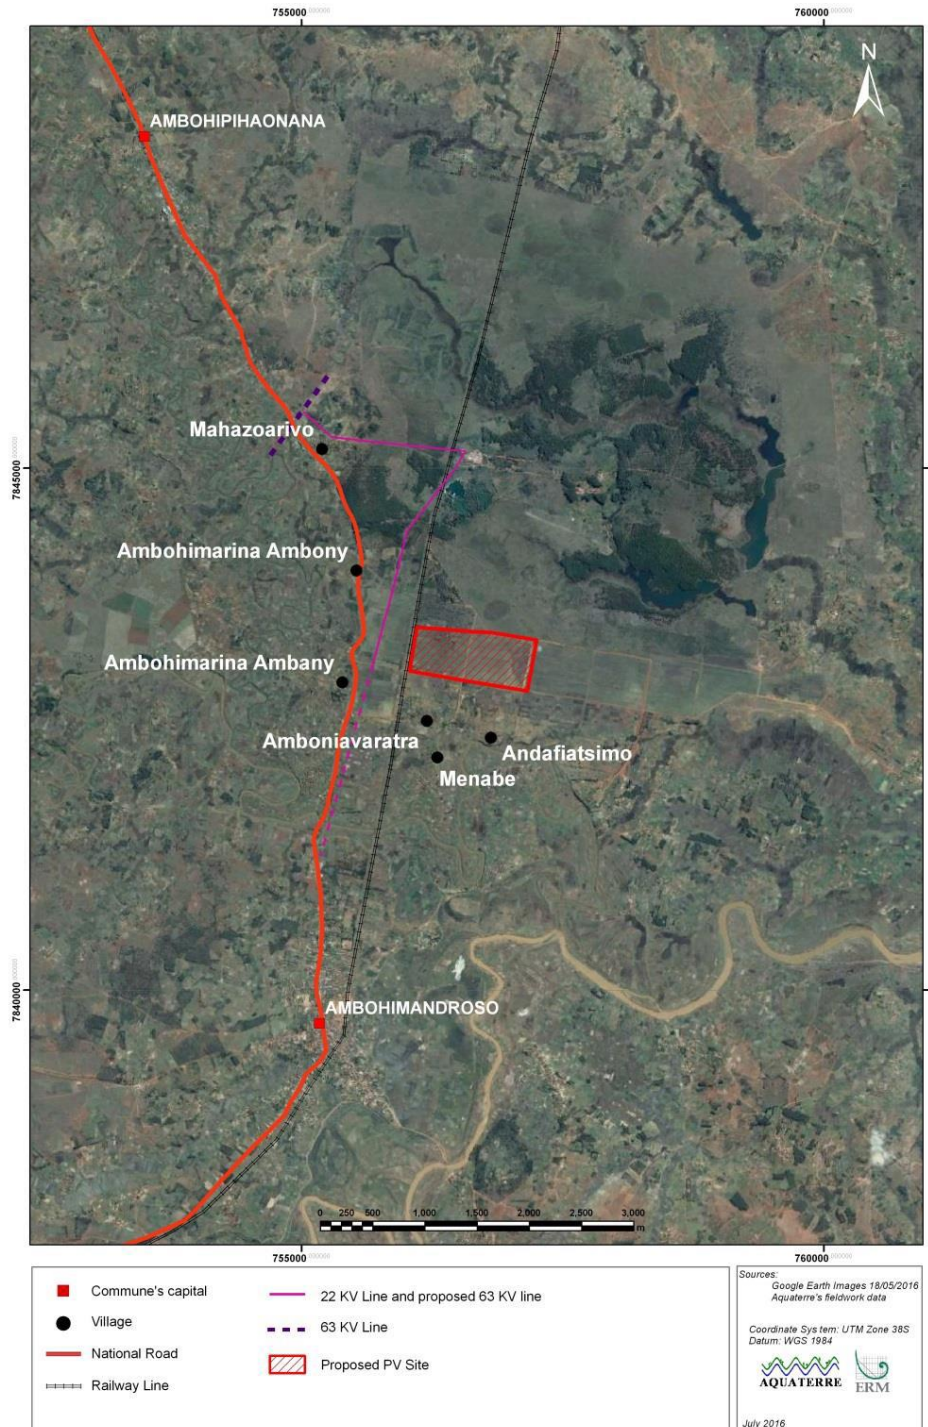 755000
760000
N
AMBOHIPIHAONANA
Mahazoarivo
7845000
Ambohimarina Ambony
Ambohimarina Ambany
Amboniavaratra
Andafiatsimo
Menabe
7840000
AMBOHIMANDROSO
0 250 500 1,000 1,500 2,000 2,500 3,000
m
755000
760000
Commune's capital
Village
National Road
Railway Line
22 KV Line and proposed 63 KV line
63 KV Line
Proposed PV Site
Sources:
Google Earth Images 18/05/2016
Aquaterre's fieldwork data
Coordinate Sys tem: UTM Zone 38S
Datum: WGS 1984
AQUATERRE
ERM
July 2016